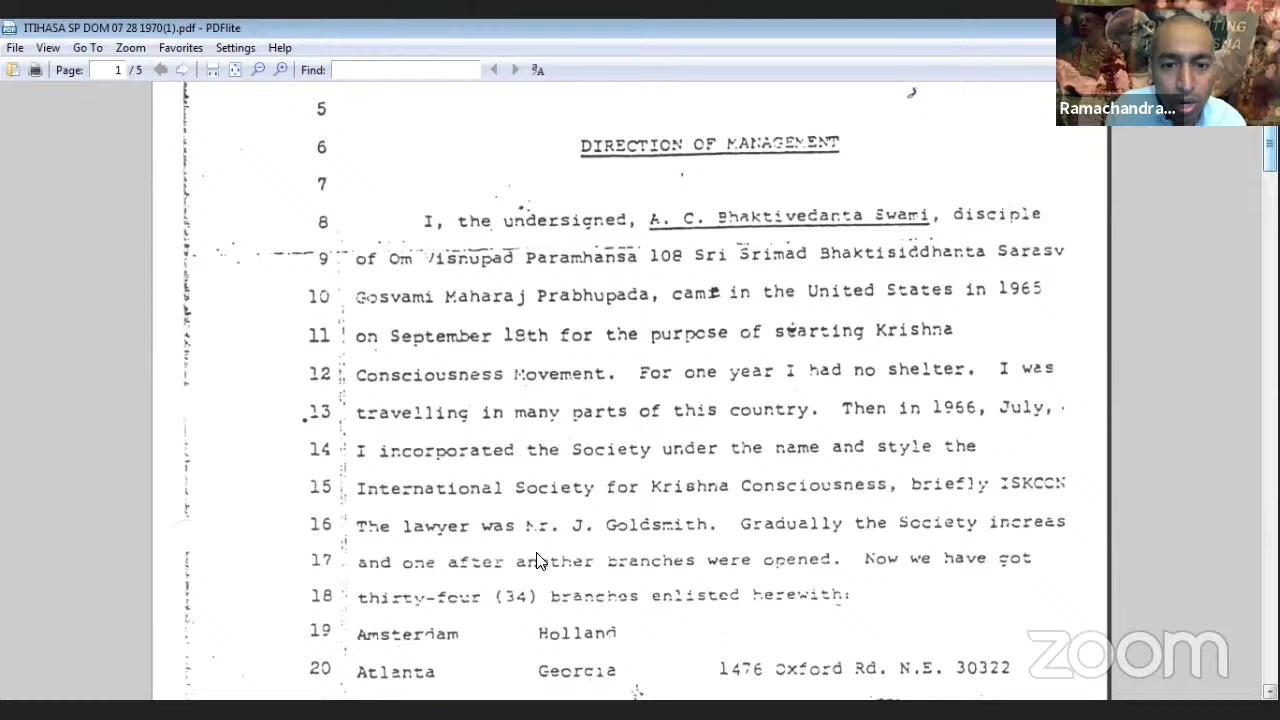 ITIHASA SP DOM 07 28 1970(1).pdf - PDFlite
File View Go To Zoom Favorites Settings Help
Page: 1 / 5 Find:
Ramachandra...
5
6 DIRECTION OF MANAGEMENT
7
8 I, the undersigned, A. C. Bhaktivedanta Swami, disciple
9 of Om Visnupad Paramhansa 108 Sri Srimad Bhaktisiddhanta Sarasv
10 Gosvami Maharaj Prabhupada, came in the United States in 1965
11 on September 18th for the purpose of starting Krishna
12 Consciousness Movement. For one year I had no shelter. I was
13 travelling in many parts of this country. Then in 1966, July,
14 I incorporated the Society under the name and style the
15 International Society for Krishna Consciousness, briefly ISKCON
16 The lawyer was Mr. J. Goldsmith. Gradually the Society increas
17 and one after another branches were opened. Now we have got
18 thirty-four (34) branches enlisted herewith:
19 Amsterdam Holland
20 Atlanta Georgia 1476 Oxford Rd. N.E. 30322
zoom